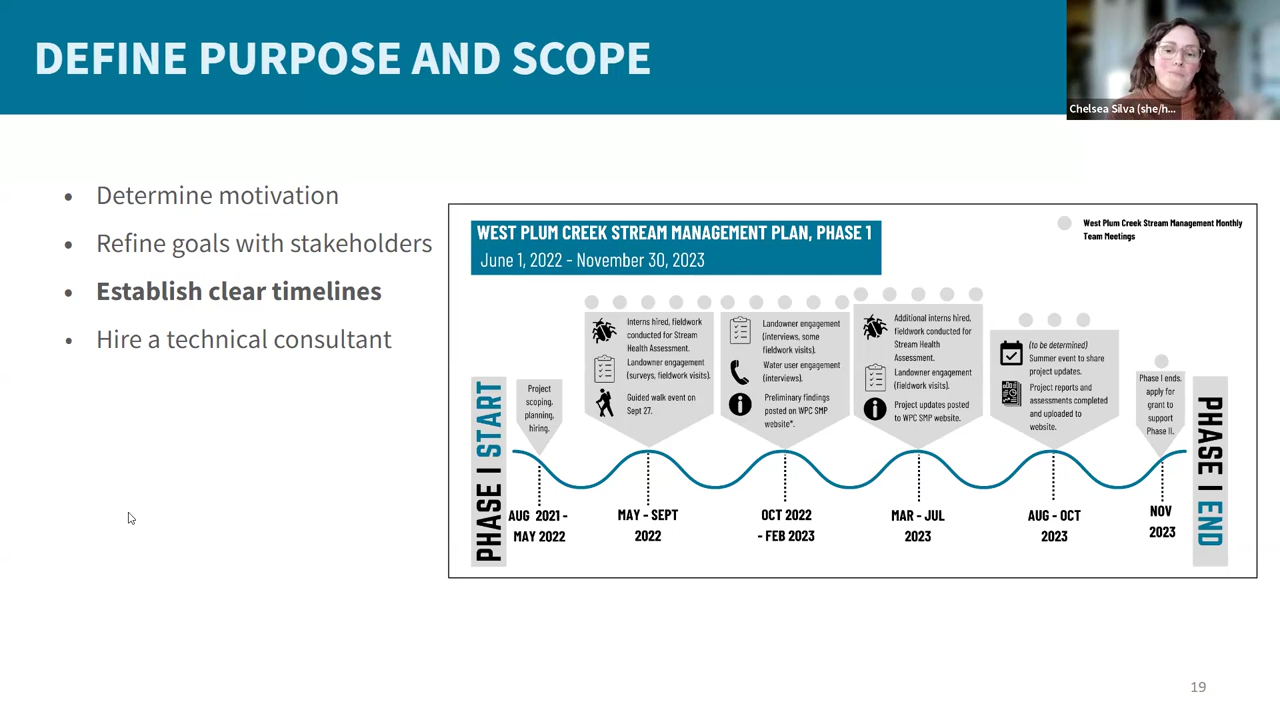 DEFINE PURPOSE AND SCOPE
Chelsea Silva (she/h...
• Determine motivation
• Refine goals with stakeholders
• Establish clear timelines
• Hire a technical consultant
WEST PLUM CREEK STREAM MANAGEMENT PLAN, PHASE 1
June 1, 2022 - November 30, 2023
West Plum Creek Stream Management Monthly
Team Meetings
PHASE I START
Project
scoping,
planning,
hiring.
AUG 2021 -
MAY 2022
Interns hired, fieldwork
conducted for Stream
Health Assessment.
Landowner engagement
(surveys, fieldwork visits).
Guided walk event on
Sept 27.
MAY - SEPT
2022
Landowner engagement
(interviews, some
fieldwork visits).
Water user engagement
(interviews).
Preliminary findings
posted on WPC SMP
website*.
OCT 2022
- FEB 2023
Additional interns hired,
fieldwork conducted for
Stream Health
Assessment.
Landowner engagement
(fieldwork visits).
Project updates posted
to WPC SMP website.
MAR - JUL
2023
(to be determined)
Summer event to share
project updates.
Project reports and
assessments completed
and uploaded to
website.
AUG - OCT
2023
Phase I ends,
apply for
grant to
support
Phase II.
NOV
2023
PHASE I END
19